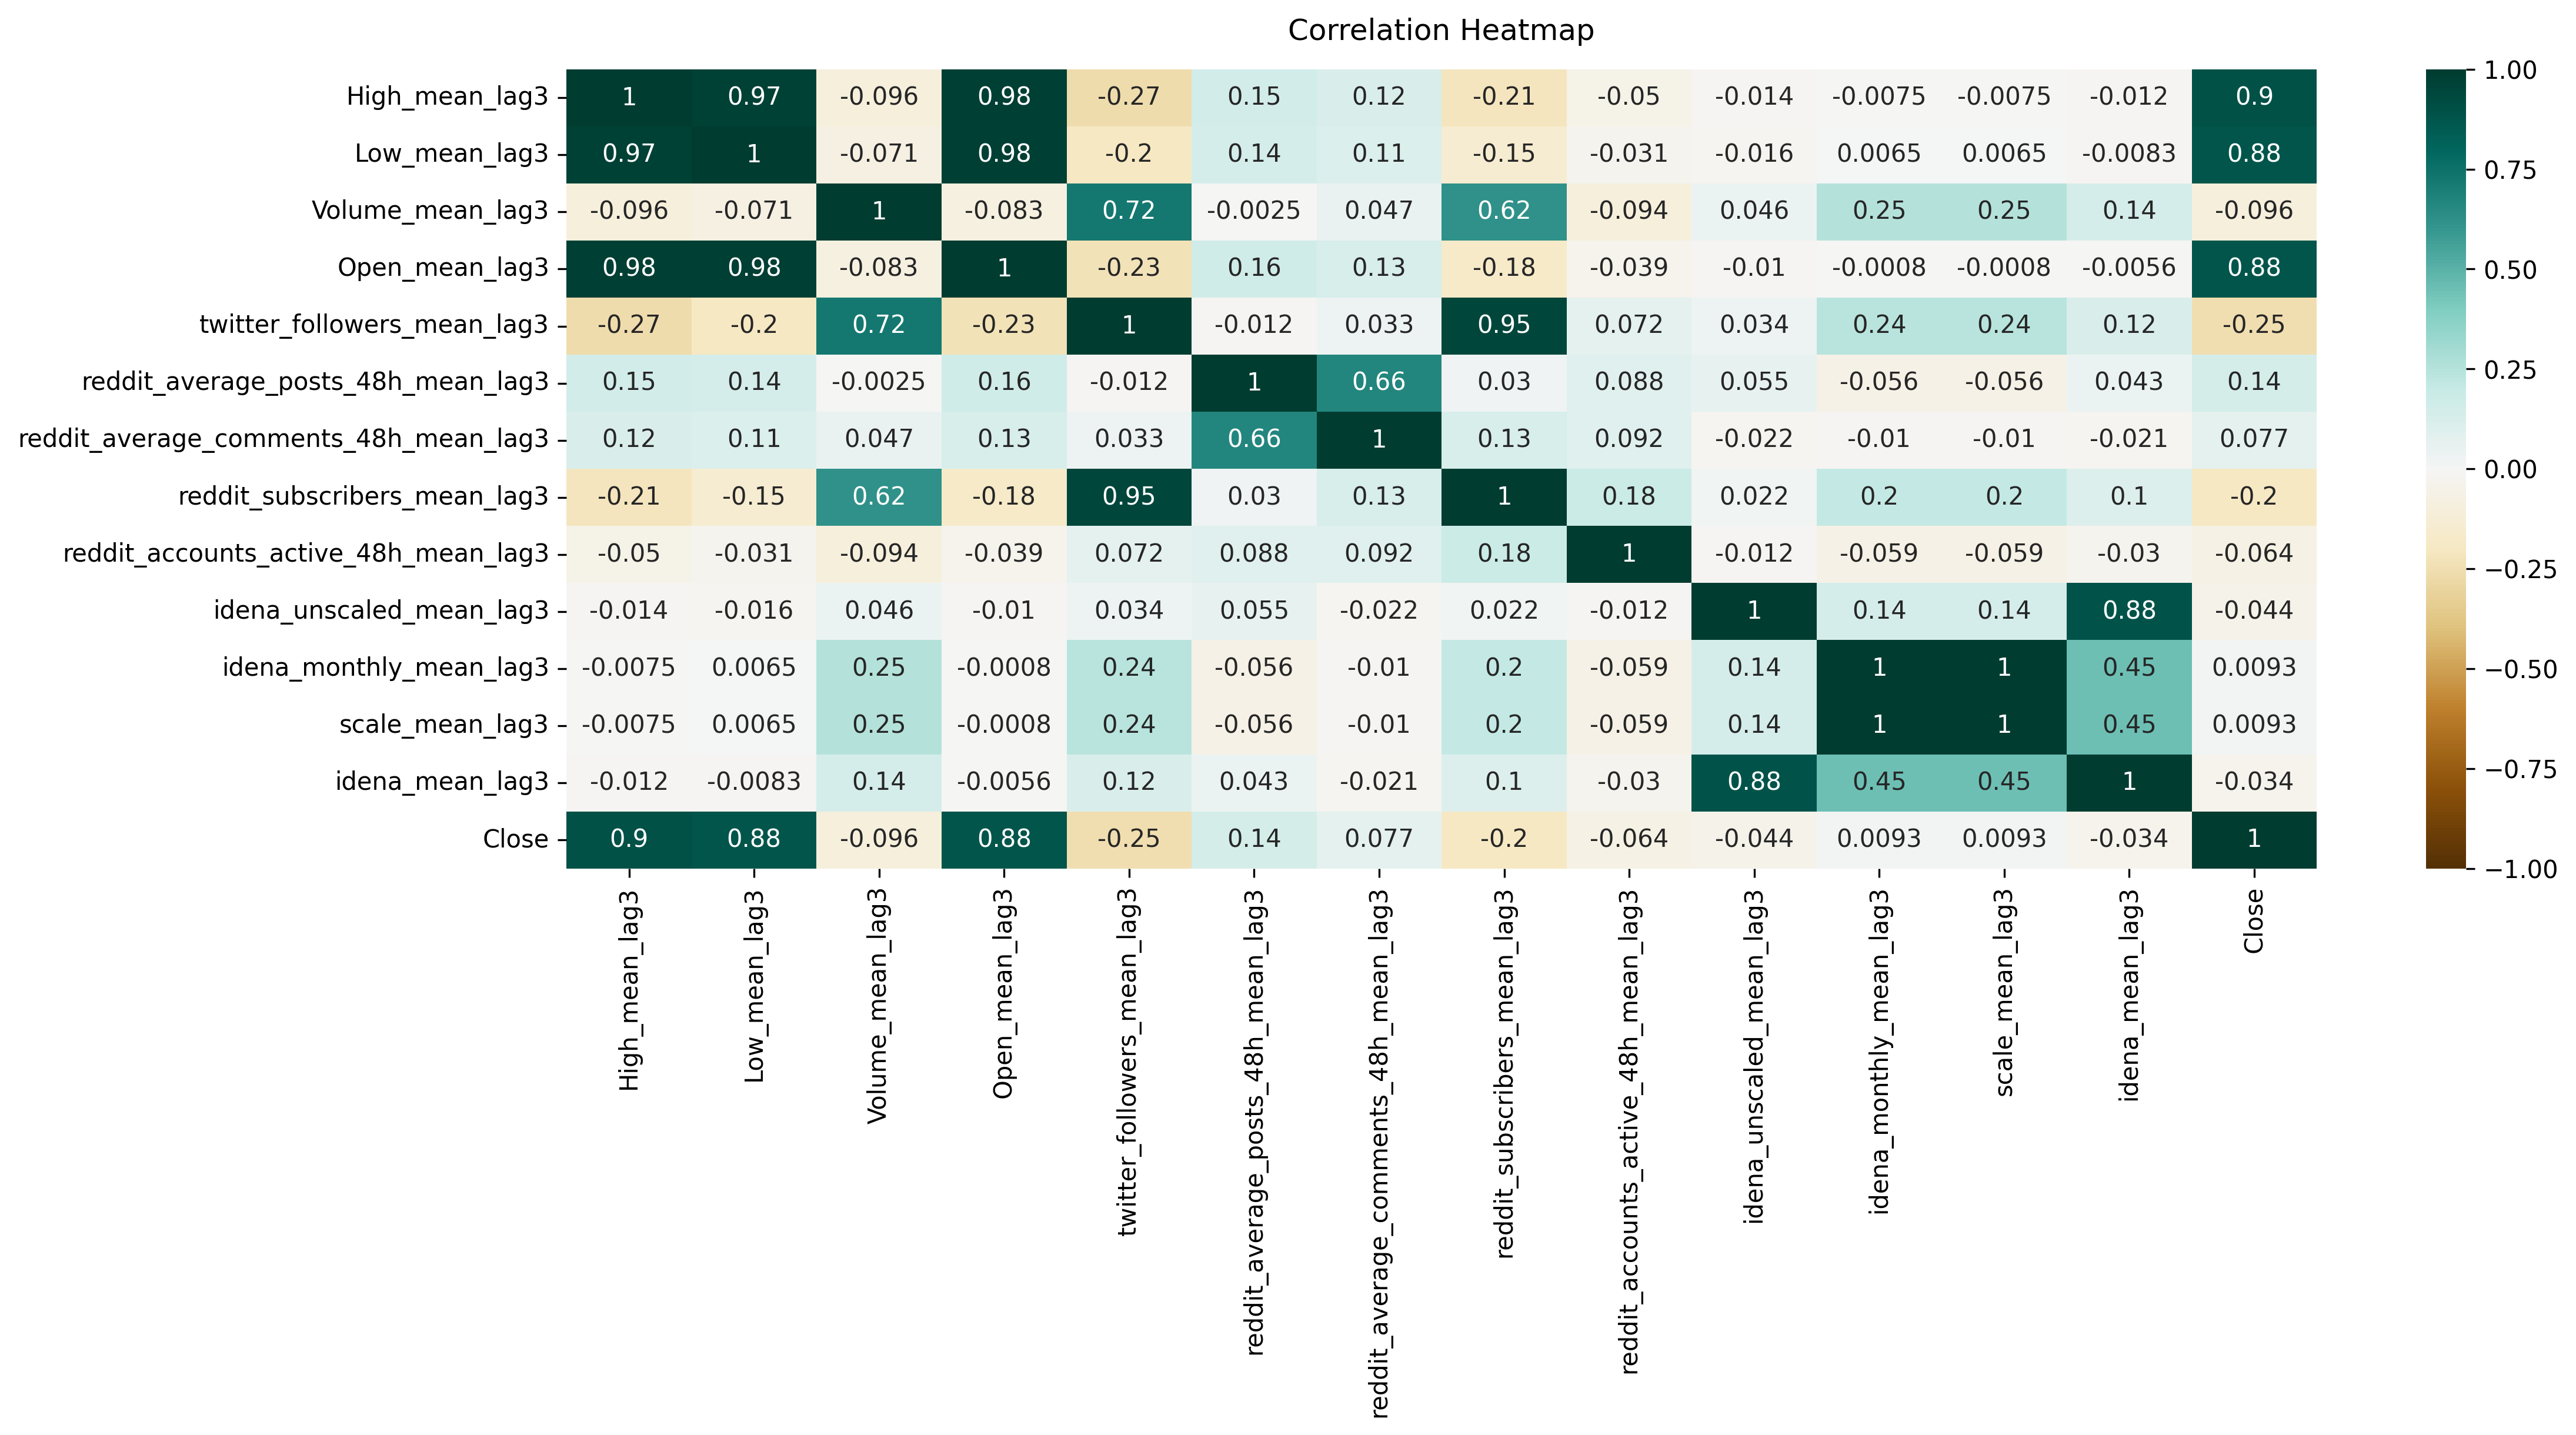 Correlation Heatmap
High_mean_lag3 1 0.97 -0.096 0.98 -0.27 0.15 0.12 -0.21 -0.05 -0.014 -0.0075 -0.0075 -0.012 0.9
Low_mean_lag3 0.97 1 -0.071 0.98 -0.2 0.14 0.11 -0.15 -0.031 -0.016 0.0065 0.0065 -0.0083 0.88
Volume_mean_lag3 -0.096 -0.071 1 -0.083 0.72 -0.0025 0.047 0.62 -0.094 0.046 0.25 0.25 0.14 -0.096
Open_mean_lag3 0.98 0.98 -0.083 1 -0.23 0.16 0.13 -0.18 -0.039 -0.01 -0.0008 -0.0008 -0.0056 0.88
twitter_followers_mean_lag3 -0.27 -0.2 0.72 -0.23 1 -0.012 0.033 0.95 0.072 0.034 0.24 0.24 0.12 -0.25
reddit_average_posts_48h_mean_lag3 0.15 0.14 -0.0025 0.16 -0.012 1 0.66 0.03 0.088 0.055 -0.056 -0.056 0.043 0.14
reddit_average_comments_48h_mean_lag3 0.12 0.11 0.047 0.13 0.033 0.66 1 0.13 0.092 -0.022 -0.01 -0.01 -0.021 0.077
reddit_subscribers_mean_lag3 -0.21 -0.15 0.62 -0.18 0.95 0.03 0.13 1 0.18 0.022 0.2 0.2 0.1 -0.2
reddit_accounts_active_48h_mean_lag3 -0.05 -0.031 -0.094 -0.039 0.072 0.088 0.092 0.18 1 -0.012 -0.059 -0.059 -0.03 -0.064
idena_unscaled_mean_lag3 -0.014 -0.016 0.046 -0.01 0.034 0.055 -0.022 0.022 -0.012 1 0.14 0.14 0.88 -0.044
idena_monthly_mean_lag3 -0.0075 0.0065 0.25 -0.0008 0.24 -0.056 -0.01 0.2 -0.059 0.14 1 1 0.45 0.0093
scale_mean_lag3 -0.0075 0.0065 0.25 -0.0008 0.24 -0.056 -0.01 0.2 -0.059 0.14 1 1 0.45 0.0093
idena_mean_lag3 -0.012 -0.0083 0.14 -0.0056 0.12 0.043 -0.021 0.1 -0.03 0.88 0.45 0.45 1 -0.034
Close 0.9 0.88 -0.096 0.88 -0.25 0.14 0.077 -0.2 -0.064 -0.044 0.0093 0.0093 -0.034 1
High_mean_lag3
Low_mean_lag3
Volume_mean_lag3
Open_mean_lag3
twitter_followers_mean_lag3
reddit_average_posts_48h_mean_lag3
reddit_average_comments_48h_mean_lag3
reddit_subscribers_mean_lag3
reddit_accounts_active_48h_mean_lag3
idena_unscaled_mean_lag3
idena_monthly_mean_lag3
scale_mean_lag3
idena_mean_lag3
Close
1.00
0.75
0.50
0.25
0.00
−0.25
−0.50
−0.75
−1.00